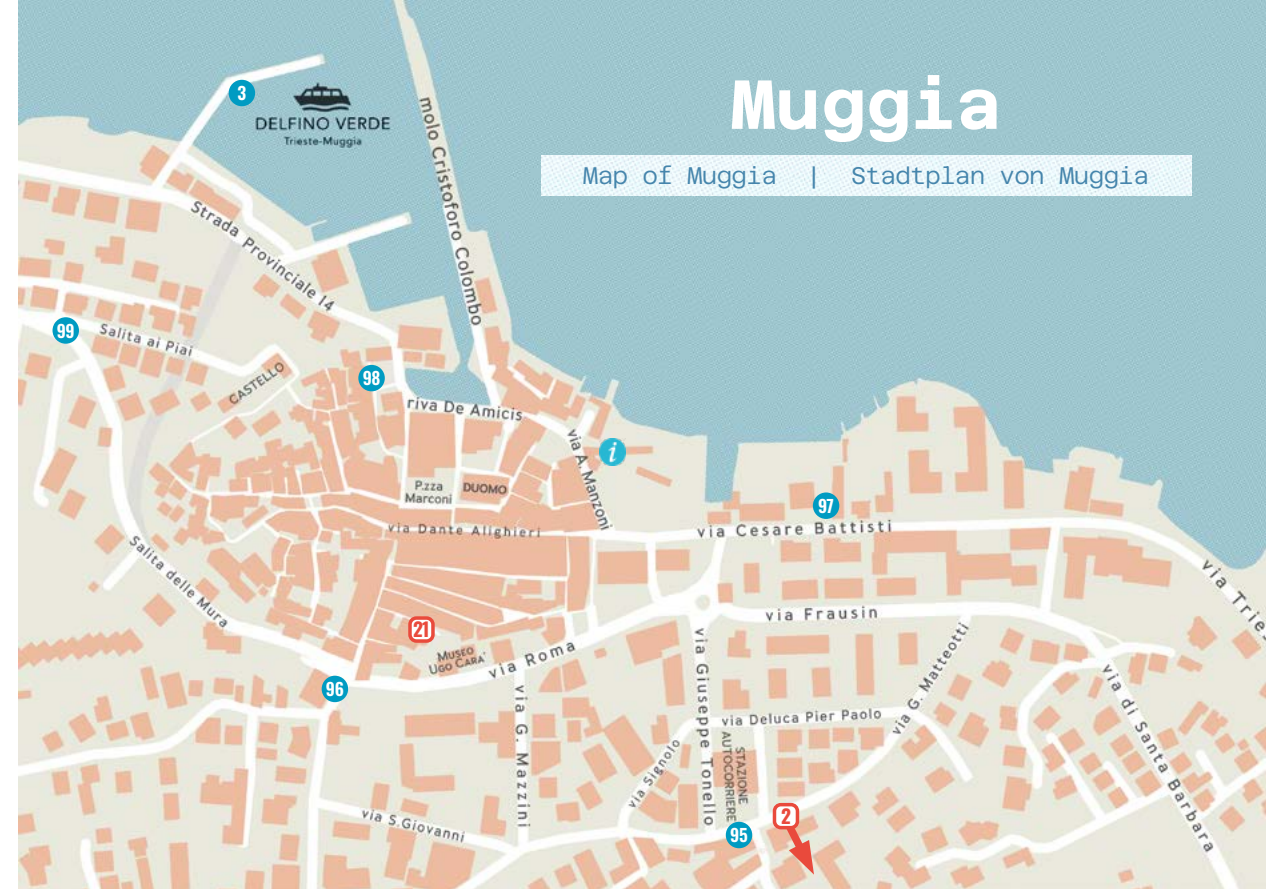 Muggia
Map of Muggia | Stadtplan von Muggia
3
DELFINO VERDE
Trieste-Muggia
molo Cristoforo Colombo
Strada Provinciale 14
99
Salita ai Piai
CASTELLO
98
riva De Amicis
via A. Manzoni
i
P.zza
Marconi
DUOMO
via Dante Alighieri
97
via Cesare Battisti
via Trie
Salita delle Mura
via Frausin
21
MUSEO
UGO CARA'
via Roma
96
via G. Mazzini
via Giuseppe Tonello
via G. Matteotti
via Deluca Pier Paolo
via di Santa Barbara
via Signolo
STAZIONE
AUTOCORRIERE
via S.Giovanni
95
2